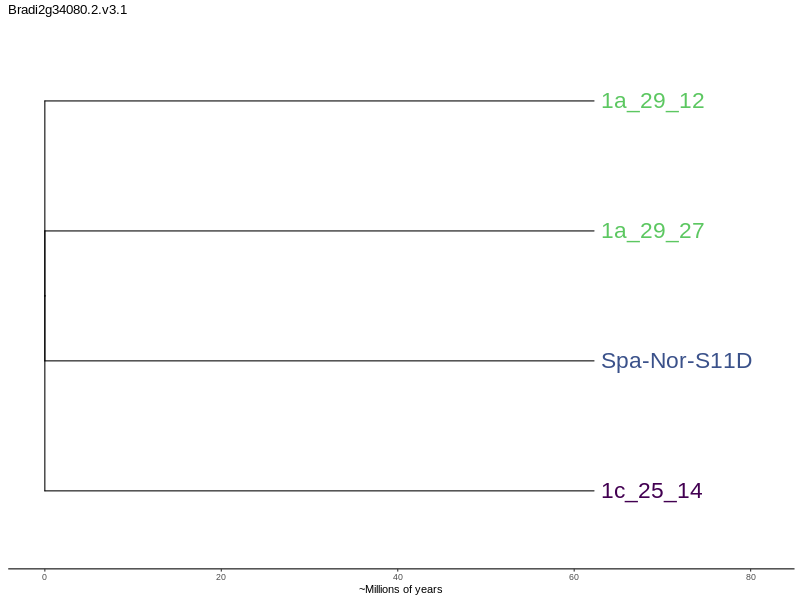 Bradi2g34080.2.v3.1
1a_29_12
1a_29_27
Spa-Nor-S11D
1c_25_14
0 20 40 60 80
~Millions of years